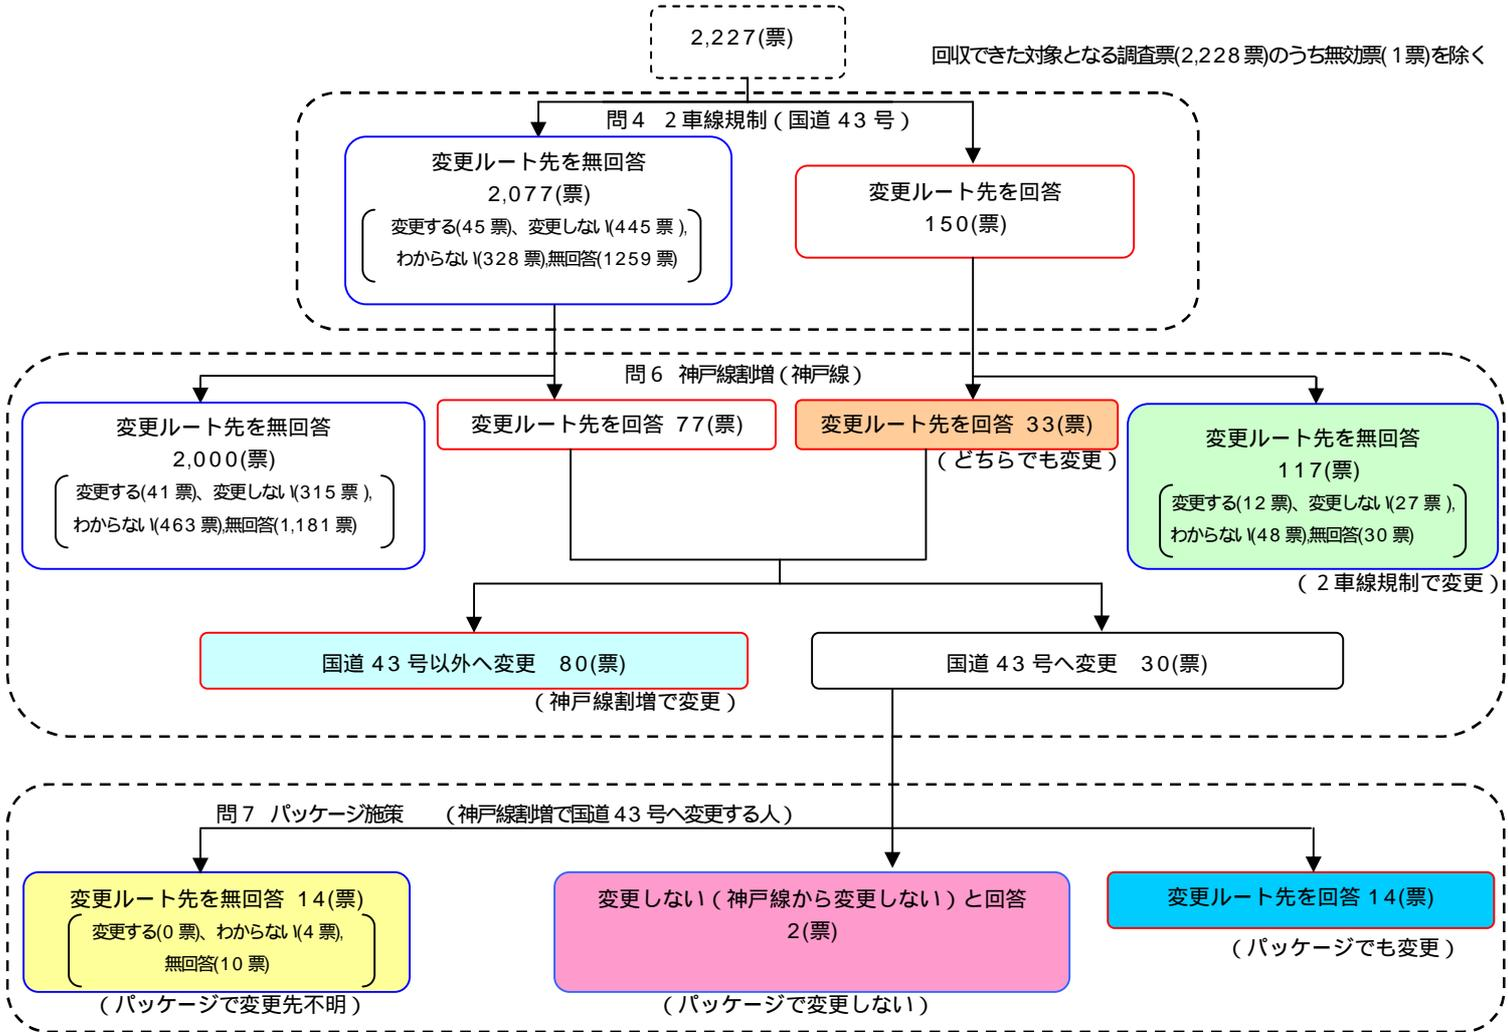 2,227(票)
回収できた対象となる調査票(2,228票)のうち無効票(1票)を除く
問4 2車線規制(国道43号)
変更ルート先を無回答
2,077(票)
変更する(45票)、変更しない(445票),
わからない(328票),無回答(1259票)
変更ルート先を回答
150(票)
問6 神戸線割増(神戸線)
変更ルート先を無回答
2,000(票)
変更する(41票)、変更しない(315票),
わからない(463票),無回答(1,181票)
変更ルート先を回答 77(票)
変更ルート先を回答 33(票)
(どちらでも変更)
変更ルート先を無回答
117(票)
変更する(12票)、変更しない(27票),
わからない(48票),無回答(30票)
(2車線規制で変更)
国道43号以外へ変更 80(票)
(神戸線割増で変更)
国道43号へ変更 30(票)
問7 パッケージ施策 (神戸線割増で国道43号へ変更する人)
変更ルート先を無回答 14(票)
変更する(0票)、わからない(4票),
無回答(10票)
(パッケージで変更先不明)
変更しない(神戸線から変更しない)と回答
2(票)
(パッケージで変更しない)
変更ルート先を回答 14(票)
(パッケージでも変更)